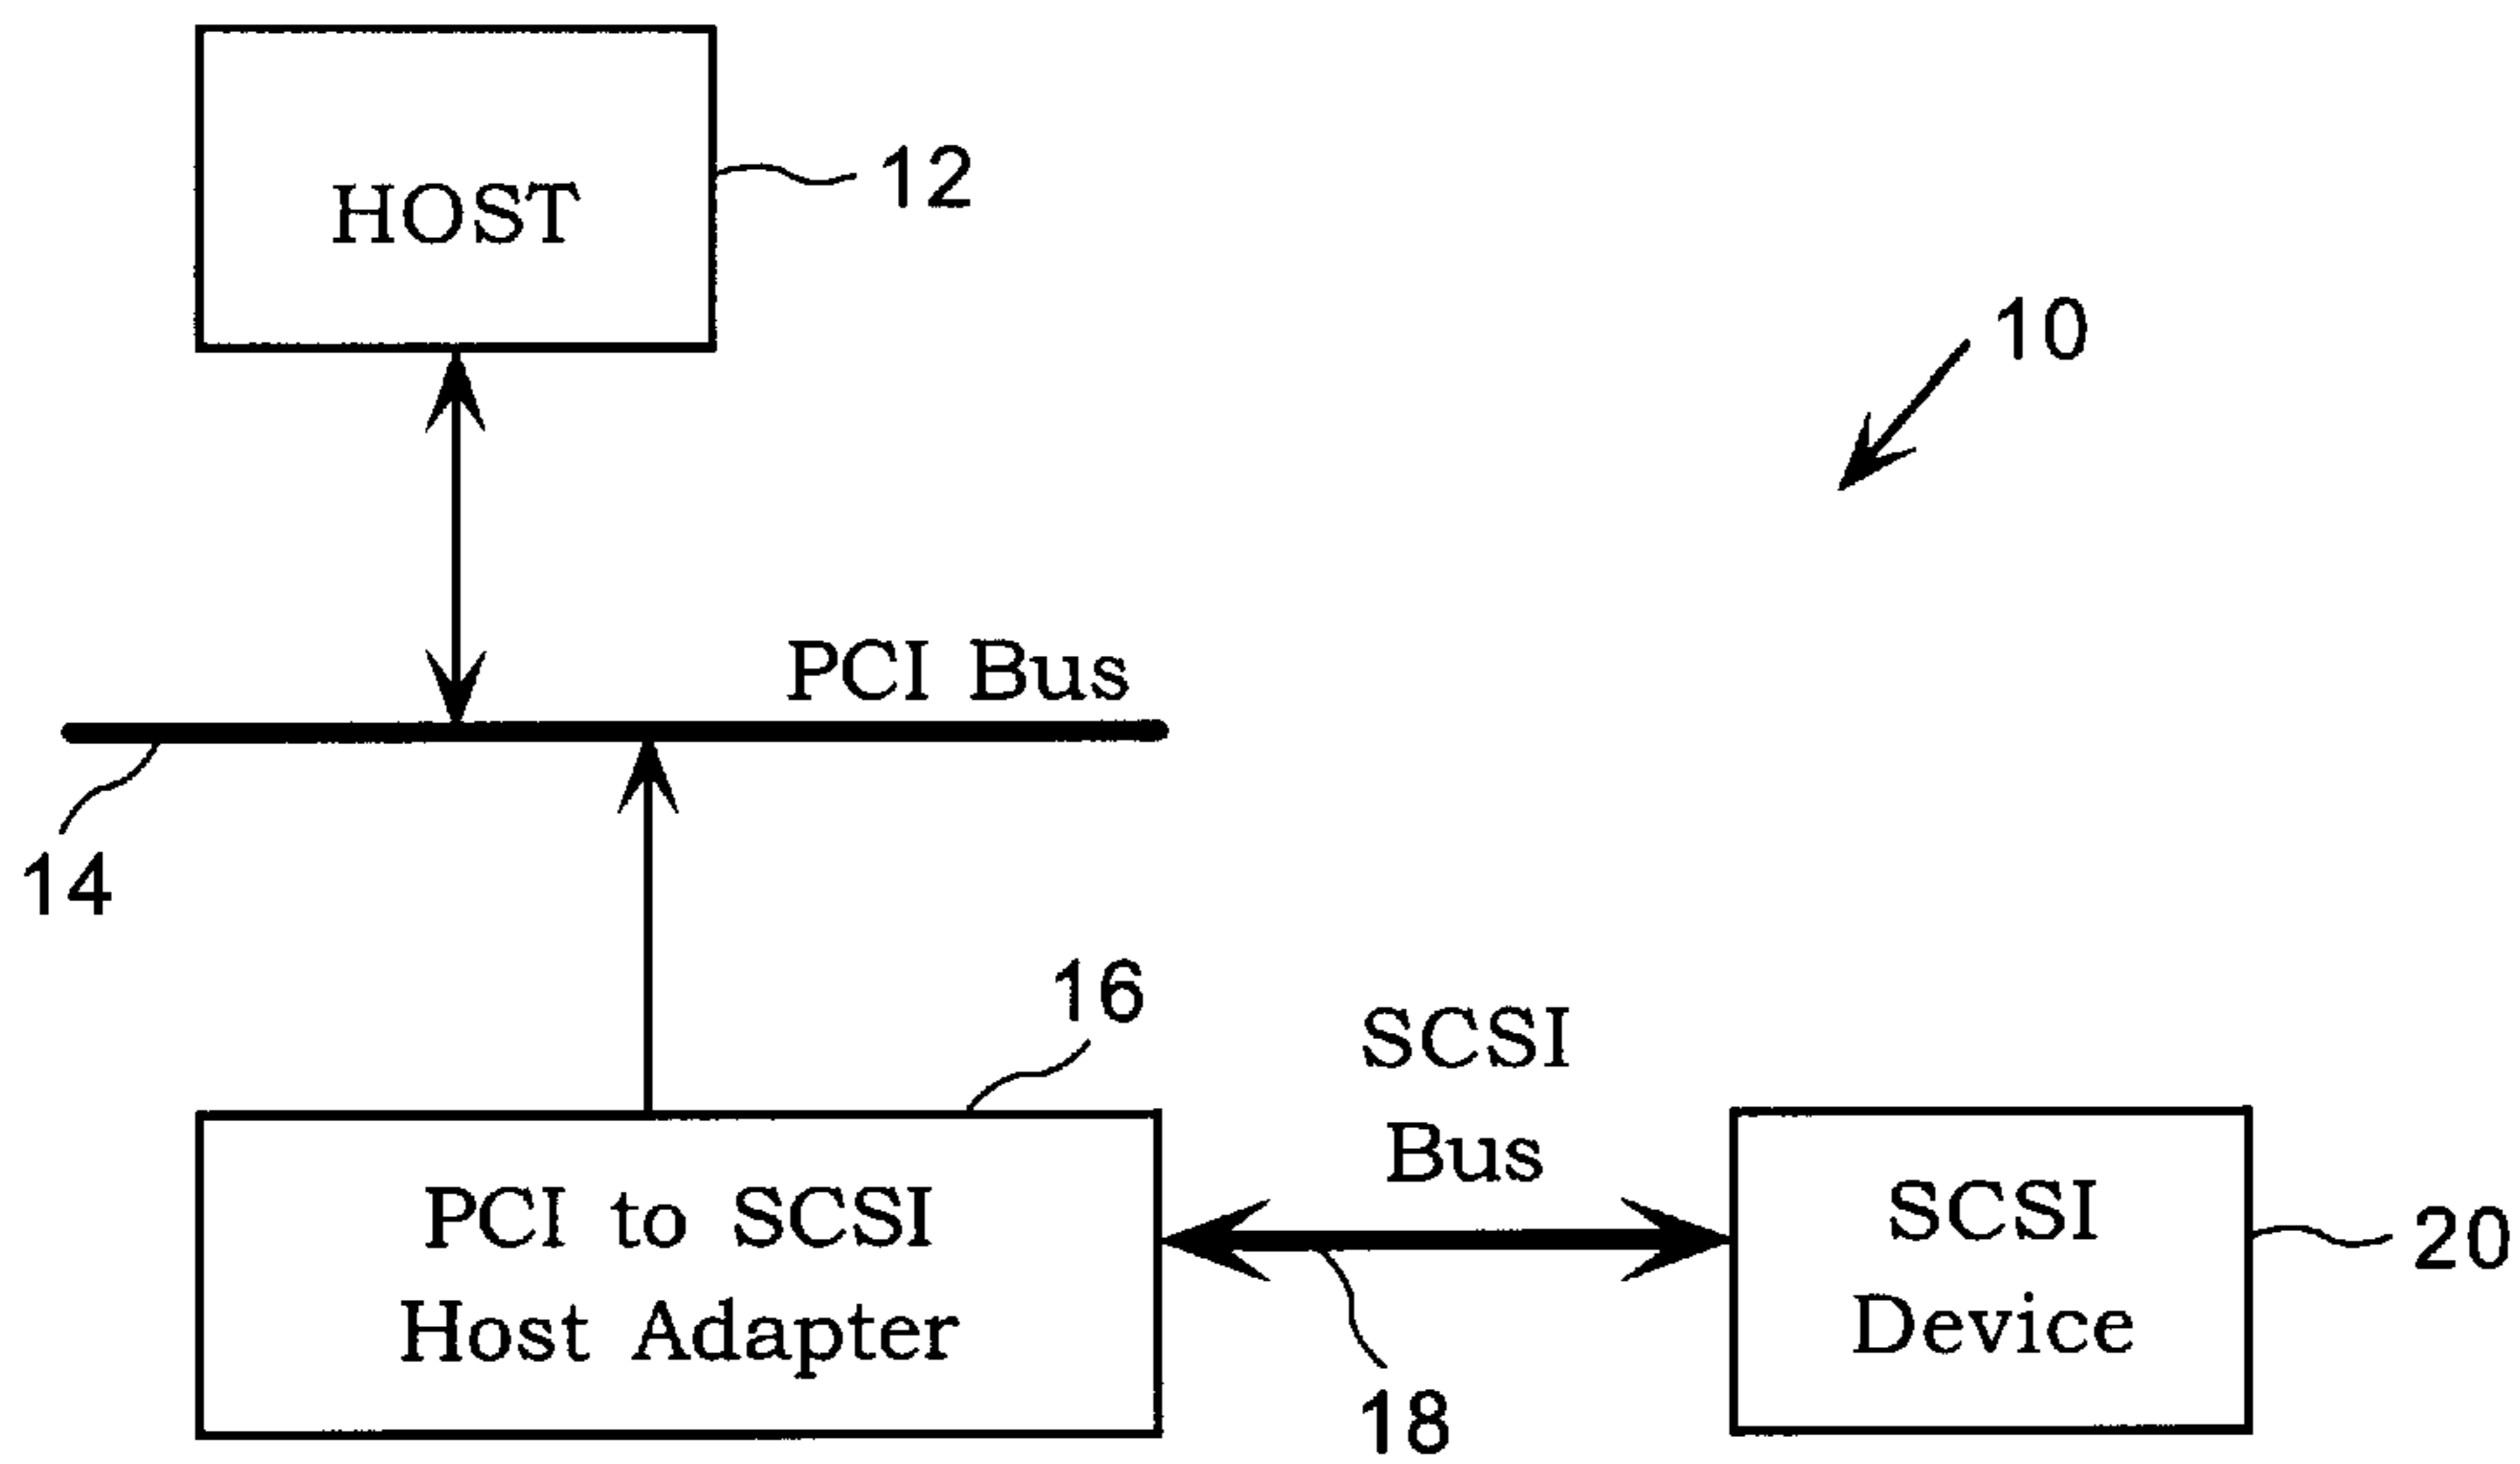 HOST
12
10
PCI Bus
14
16
SCSI
Bus
PCI to SCSI
Host Adapter
18
SCSI
Device
20